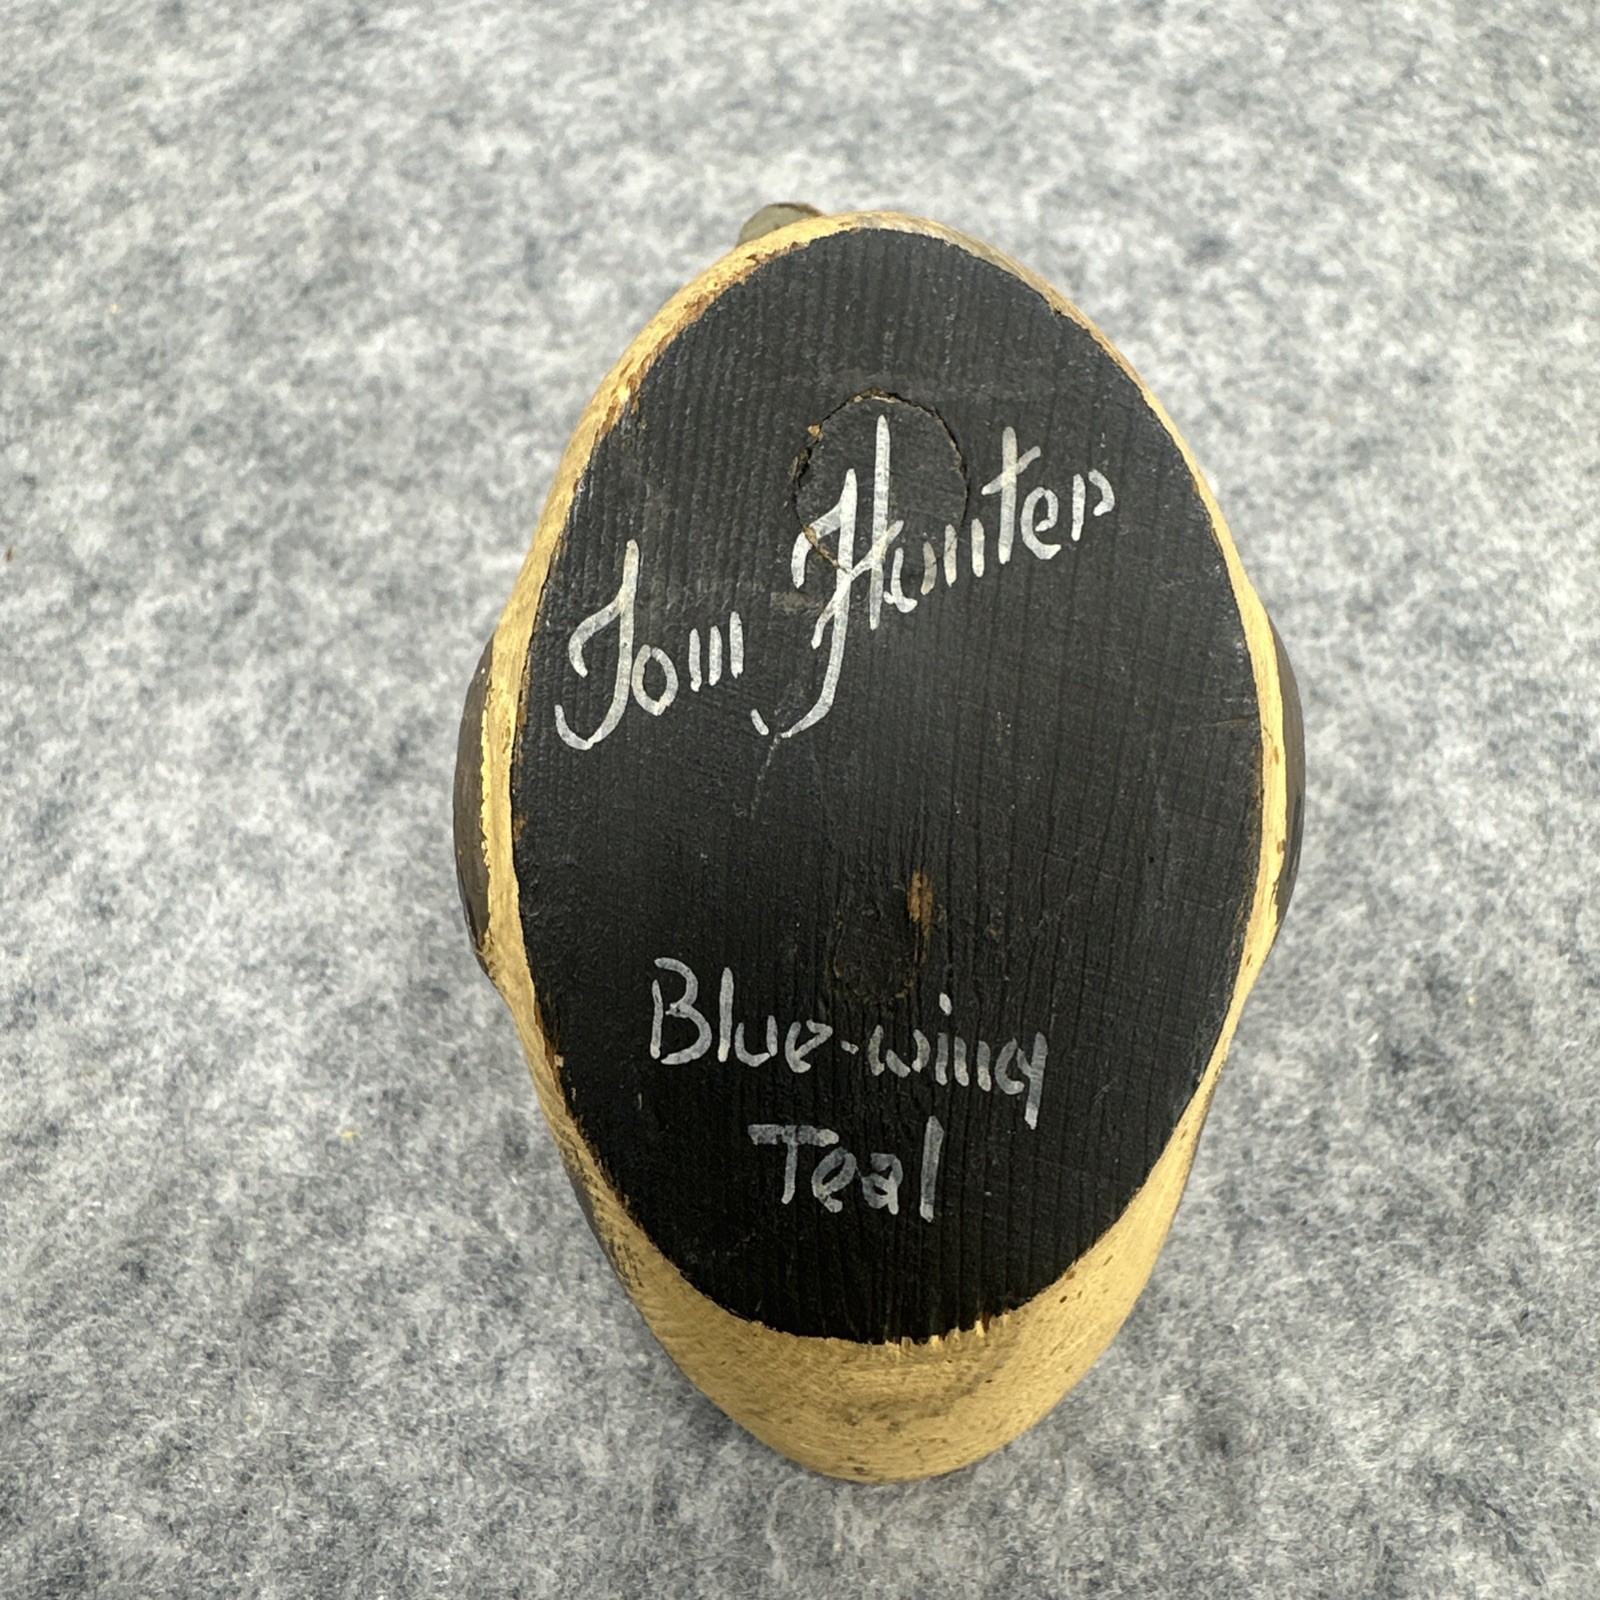 Tom Hunter
Blue-wing
Teal